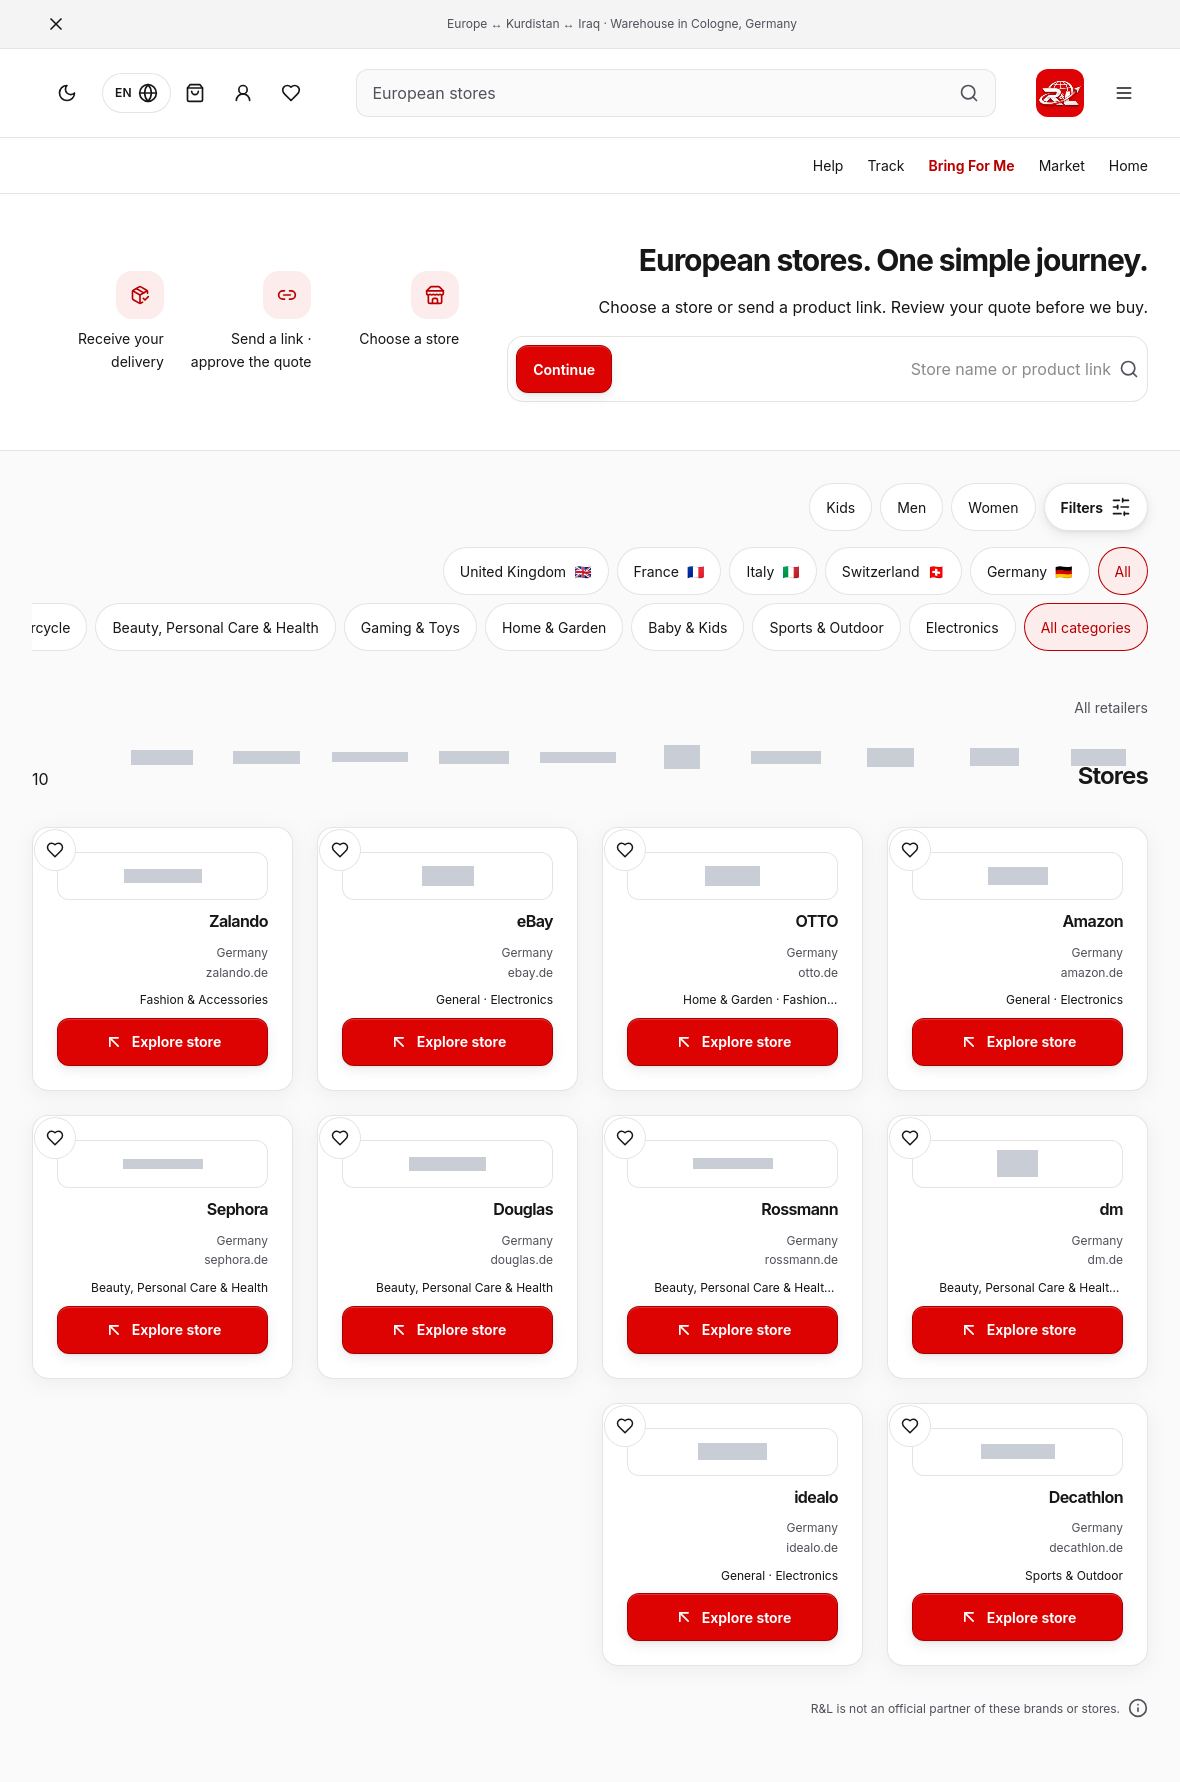 Europe ↔ Kurdistan ↔ Iraq · Warehouse in Cologne, Germany
EN
European stores
R&L
Help
Track
Bring For Me
Market
Home
European stores. One simple journey.
Choose a store or send a product link. Review your quote before we buy.
Continue
Store name or product link
Choose a store
Send a link ·
approve the quote
Receive your
delivery
Kids
Men
Women
Filters
United Kingdom
France
Italy
Switzerland
Germany
All
rcycle
Beauty, Personal Care & Health
Gaming & Toys
Home & Garden
Baby & Kids
Sports & Outdoor
Electronics
All categories
All retailers
10
Stores
Zalando
Germany
zalando.de
Fashion & Accessories
Explore store
eBay
Germany
ebay.de
General · Electronics
Explore store
OTTO
Germany
otto.de
Home & Garden · Fashion...
Explore store
Amazon
Germany
amazon.de
General · Electronics
Explore store
Sephora
Germany
sephora.de
Beauty, Personal Care & Health
Explore store
Douglas
Germany
douglas.de
Beauty, Personal Care & Health
Explore store
Rossmann
Germany
rossmann.de
Beauty, Personal Care & Healt...
Explore store
dm
Germany
dm.de
Beauty, Personal Care & Healt...
Explore store
idealo
Germany
idealo.de
General · Electronics
Explore store
Decathlon
Germany
decathlon.de
Sports & Outdoor
Explore store
R&L is not an official partner of these brands or stores.